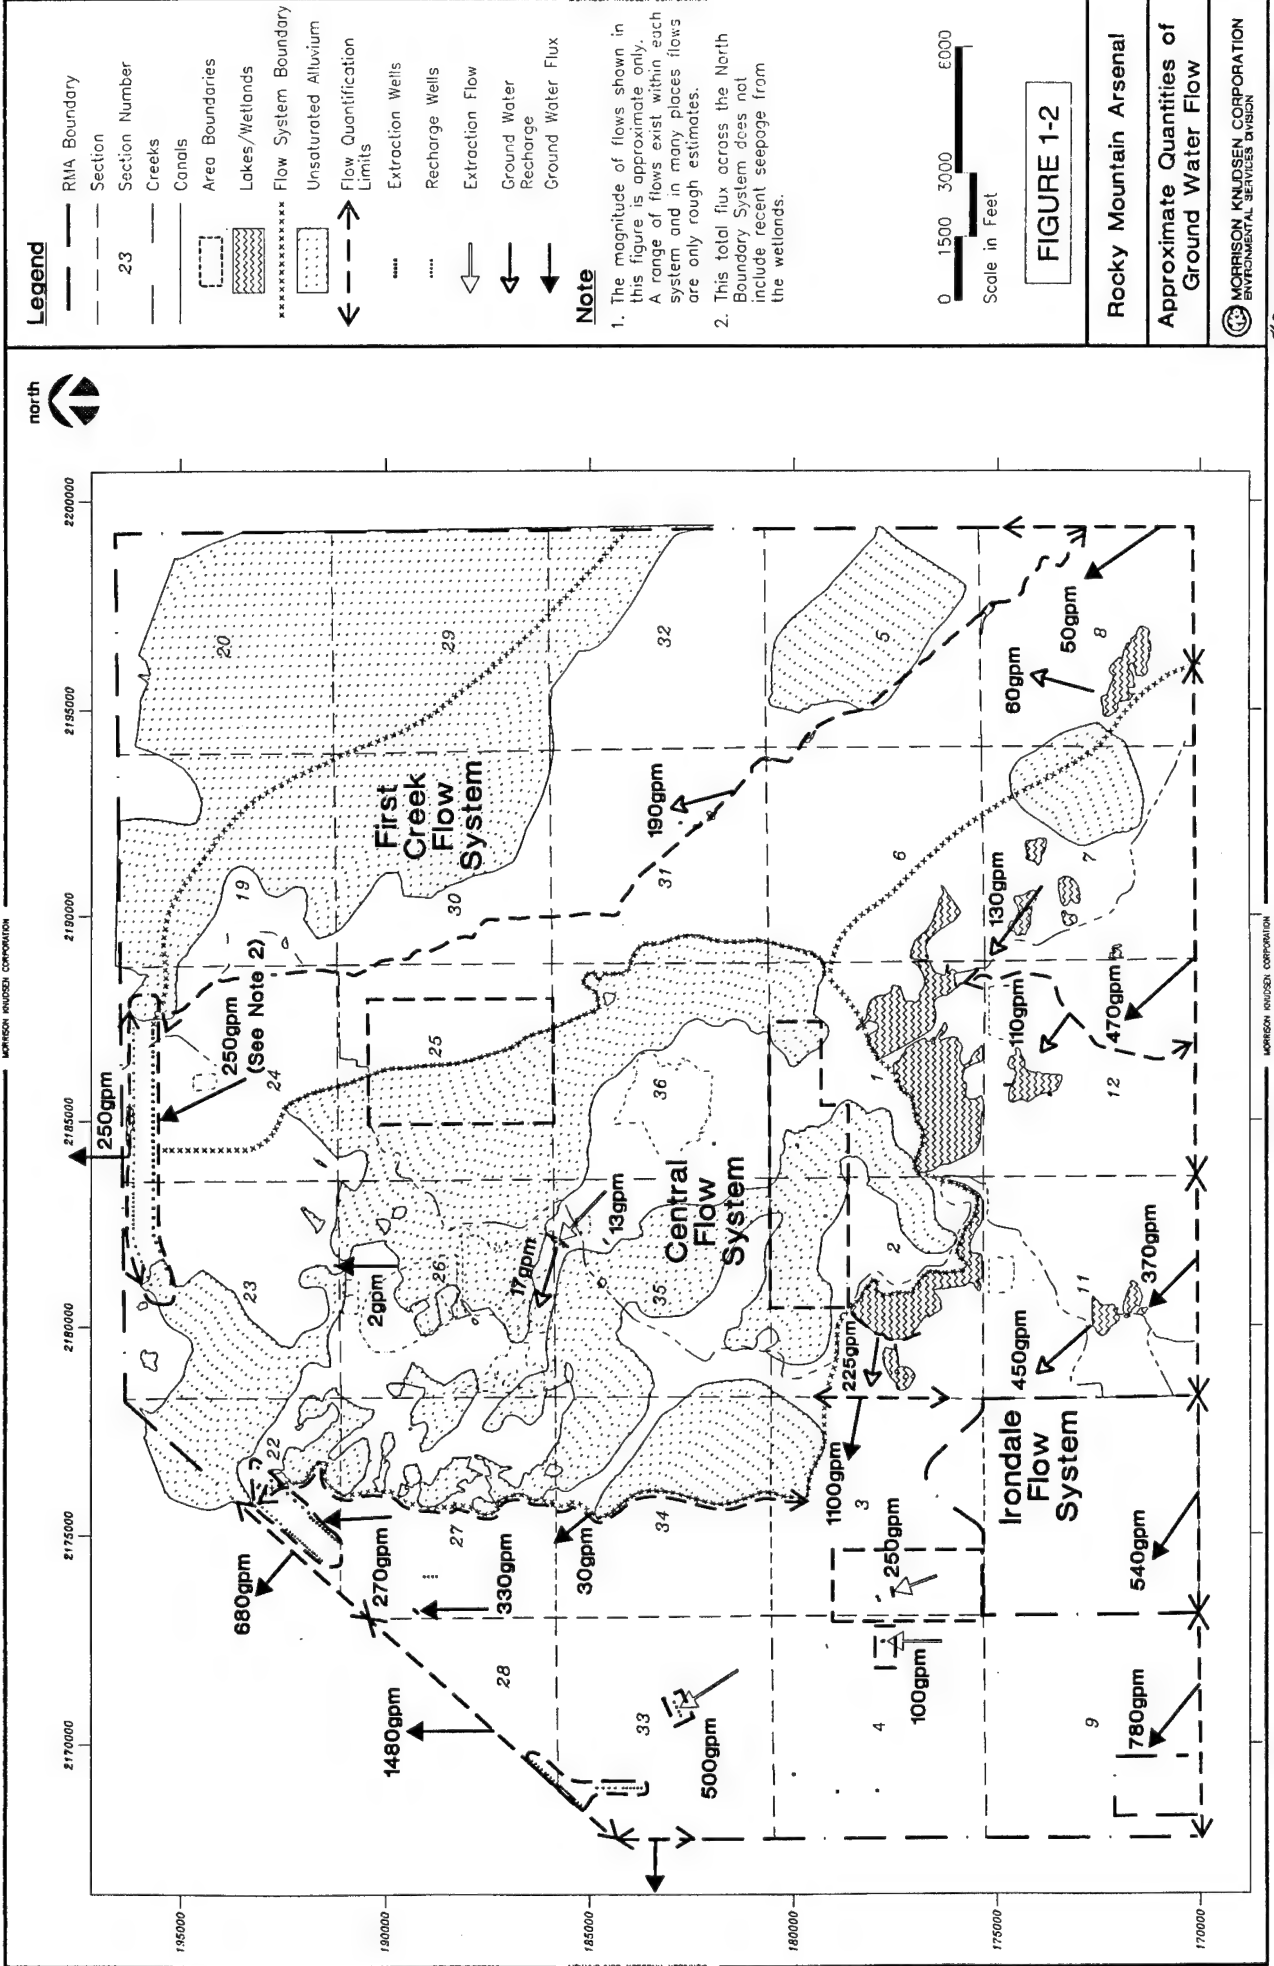 MORRISON KNUDSEN CORPORATION
Legend
RMA Boundary
Section
23
Section Number
Creeks
Canals
Area Boundaries
Lakes/Wetlands
Flow System Boundary
Unsaturated Alluvium
Flow Quantification
Limits
Extraction Wells
Recharge Wells
Extraction Flow
Ground Water
Recharge
Ground Water Flux
Note
1. The magnitude of flows shown in
this figure is approximate only.
A range of flows exist within each
system and in many places flows
are only rough estimates.
2. This total flux across the North
Boundary System does not
include recent seepage from
the wetlands.
0 1500 3000 6000
Scale in Feet
FIGURE 1-2
Rocky Mountain Arsenal
Approximate Quantities of
Ground Water Flow
MORRISON KNUDSEN CORPORATION
ENVIRONMENTAL SERVICES DIVISION
north
2170000
2175000
2180000
2185000
2190000
2195000
2200000
195000
190000
185000
180000
175000
170000
250gpm
250gpm
(See Note 2)
24
19
20
23
22
680gpm
270gpm
27
330gpm
1480gpm
28
2gpm
26
25
First
Creek
Flow
System
30
29
30gpm
34
33
500gpm
17gpm
13gpm
35
36
Central
Flow
System
190gpm
31
32
1100gpm
3
250gpm
100gpm
4
225gpm
2
1
6
5
130gpm
60gpm
50gpm
8
7
110gpm
470gpm
12
450gpm
11
370gpm
Irondale
Flow
System
540gpm
780gpm
9
MORRISON KNUDSEN CORPORATION